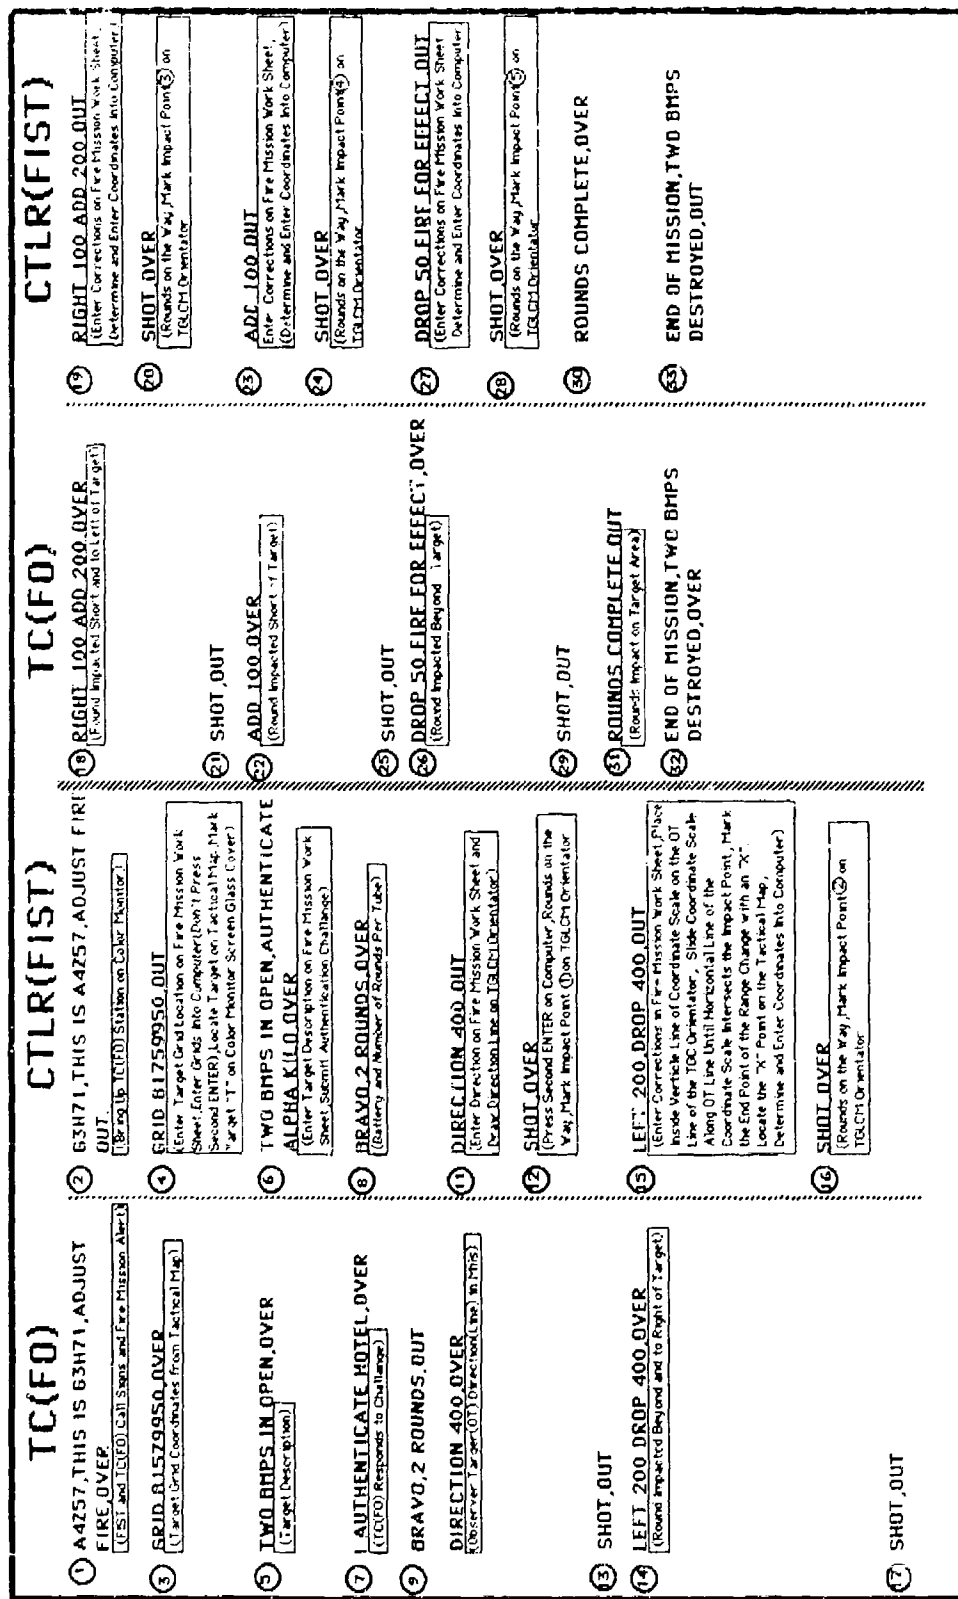 TC(FO)
① A4Z57,THIS IS G3H71,ADJUST
FIRE,OVER
(FIST and TC(FO) Call Signs and Fire Mission Alert)
③ GRID 81579950,OVER
(Target Grid Coordinates from Tactical Map)
⑤ TWO BMPS IN OPEN,OVER
(Target Description)
⑦ I AUTHENTICATE HOTEL,OVER
(TC(FO) Responds to Challange)
⑨ BRAVO,2 ROUNDS,OUT
DIRECTION 400,OVER
(Observer Target(OT) Direction(Line) in Mils)
⑬ SHOT,OUT
⑭ LEFT 200 DROP 400,OVER
(Round Impacted Beyond and to Right of Target)
⑰ SHOT,OUT
CTLR(FIST)
② G3H71,THIS IS A4Z57,ADJUST FIRE
OUT.
(Bring Up TC(FO) Station on Color Monitor)
④ GRID 81759950,OUT
(Enter Target Grid Location on Fire Mission Work
Sheet,Enter Grids Into Cumputer(Don't Press
Second ENTER),Locate Target on Tactical Map,Mark
Target "T" on Color Monitor Screen Glass Cover)
⑥ TWO BMPS IN OPEN,AUTHENTICATE
ALPHA KILO,OVER
(Enter Target Description on Fire Mission Work
Sheet,Submit Authentication Challange)
⑧ BRAVO,2 ROUNDS,OVER
(Battery and Number of Rounds Per Tube)
⑪ DIRECTION 400,OUT
(Enter Direction on Fire Mission Work Sheet and
Draw Direction Line on TGLCM Orientator)
⑫ SHOT,OVER
(Press Second ENTER on Computer,Rounds on the
Way,Mark Impact Point ① on TGLCM Orientator
⑮ LEFT 200,DROP 400,OUT
(Enter Corrections in Fire Mission Work Sheet,Place
Inside Verticle Line of Coordinate Scale on the OT
Line of the TGC Orientator, Slide Coordinate Scale
Along OT Line Until Horizontal Line of the
Coordinate Scale Intersects the Impact Point, Mark
the End Point of the Range Change with an "X".
Locate the "X" Point on the Tactical Map,
Determine and Enter Coordinates Into Computer)
⑯ SHOT,OVER
(Rounds on the Way,Mark Impact Point② on
TGLCM Orientator
TC(FO)
⑱ RIGHT 100 ADD 200,OVER
(Round Impacted Short and to Left of Target)
㉑ SHOT,OUT
㉒ ADD 100,OVER
(Round Impacted Short of Target)
㉕ SHOT,OUT
㉖ DROP 50,FIRE FOR EFFECT,OVER
(Round Impacted Beyond Target)
㉙ SHOT,OUT
㉛ ROUNDS COMPLETE,OUT
(Rounds Impact on Target Area)
㉜ END OF MISSION,TWO BMPS
DESTROYED,OVER
CTLR(FIST)
⑲ RIGHT 100 ADD 200,OUT
(Enter Corrections on Fire Mission Work Sheet,
Determine and Enter Coordinates Into Computer)
⑳ SHOT,OVER
(Rounds on the Way,Mark Impact Point③ on
TGLCM Orientator
㉓ ADD 100,OUT
Enter Corrections on Fire Mission Work Sheet,
(Determine and Enter Coordinates Into Computer)
㉔ SHOT,OVER
(Rounds on the Way,Mark Impact Point④ on
TGLCM Orientator
㉗ DROP 50,FIRE FOR EFFECT,OUT
(Enter Corrections on Fire Mission Work Sheet
Determine and Enter Coordinates Into Computer
㉘ SHOT,OVER
(Rounds on the Way,Mark Impact Point⑤ on
TGLCM Orientator
㉚ ROUNDS COMPLETE,OVER
㉝ END OF MISSION,TWO BMPS
DESTROYED,OUT